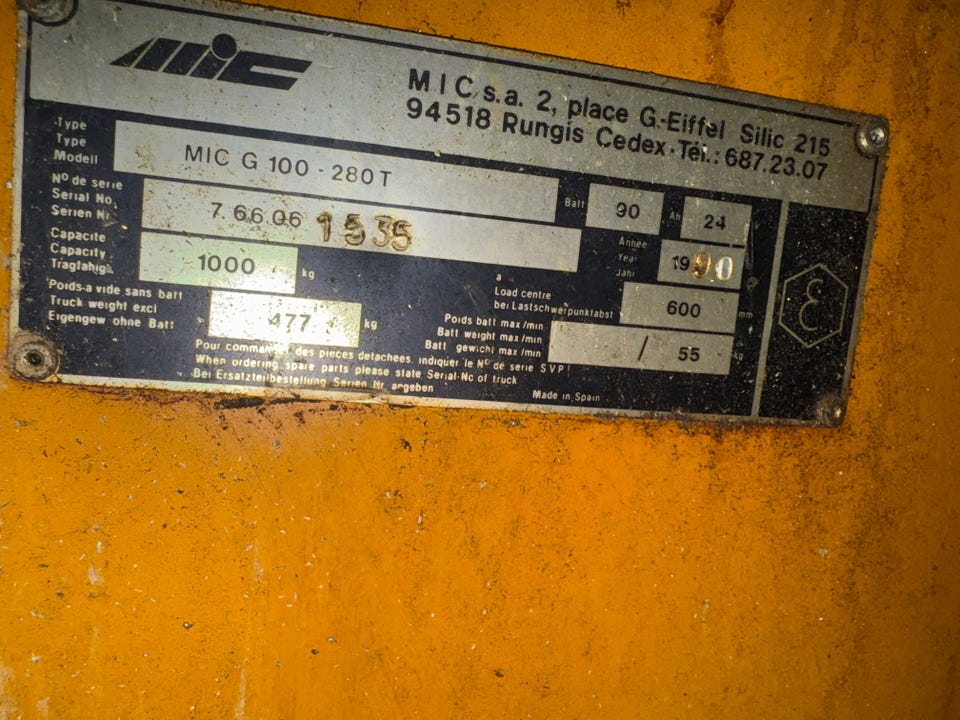 MIC
MIC s.a. 2, place G.-Eiffel Silic 215
94518 Rungis Cedex - Tél.: 687.23.07
Type
Type
Modell
MIC G 100 - 280 T
Batt
90
Ah
24
Nº de serie
Serial No.
Serien Nr.
7.66.06 1535
Année
Year
Jahr
1990
Capacite
Capacity
Tragfahigk
1000 kg
a
Load centre
bei Lastschwerpunktabst
600 mm
Poids-a vide sans batt
Truck weight excl
Eigengew ohne Batt
477 kg
Poids batt max/min
Batt weight max/min
Batt gewicht max/min
/ 55 kg
Pour commander des pieces detachees, indiquer le Nº de serie S V P !
When ordering spare parts please state Serial-No of truck
Bei Ersatzteilbestellung Serien Nr angeben
Made in Spain
Ɛ